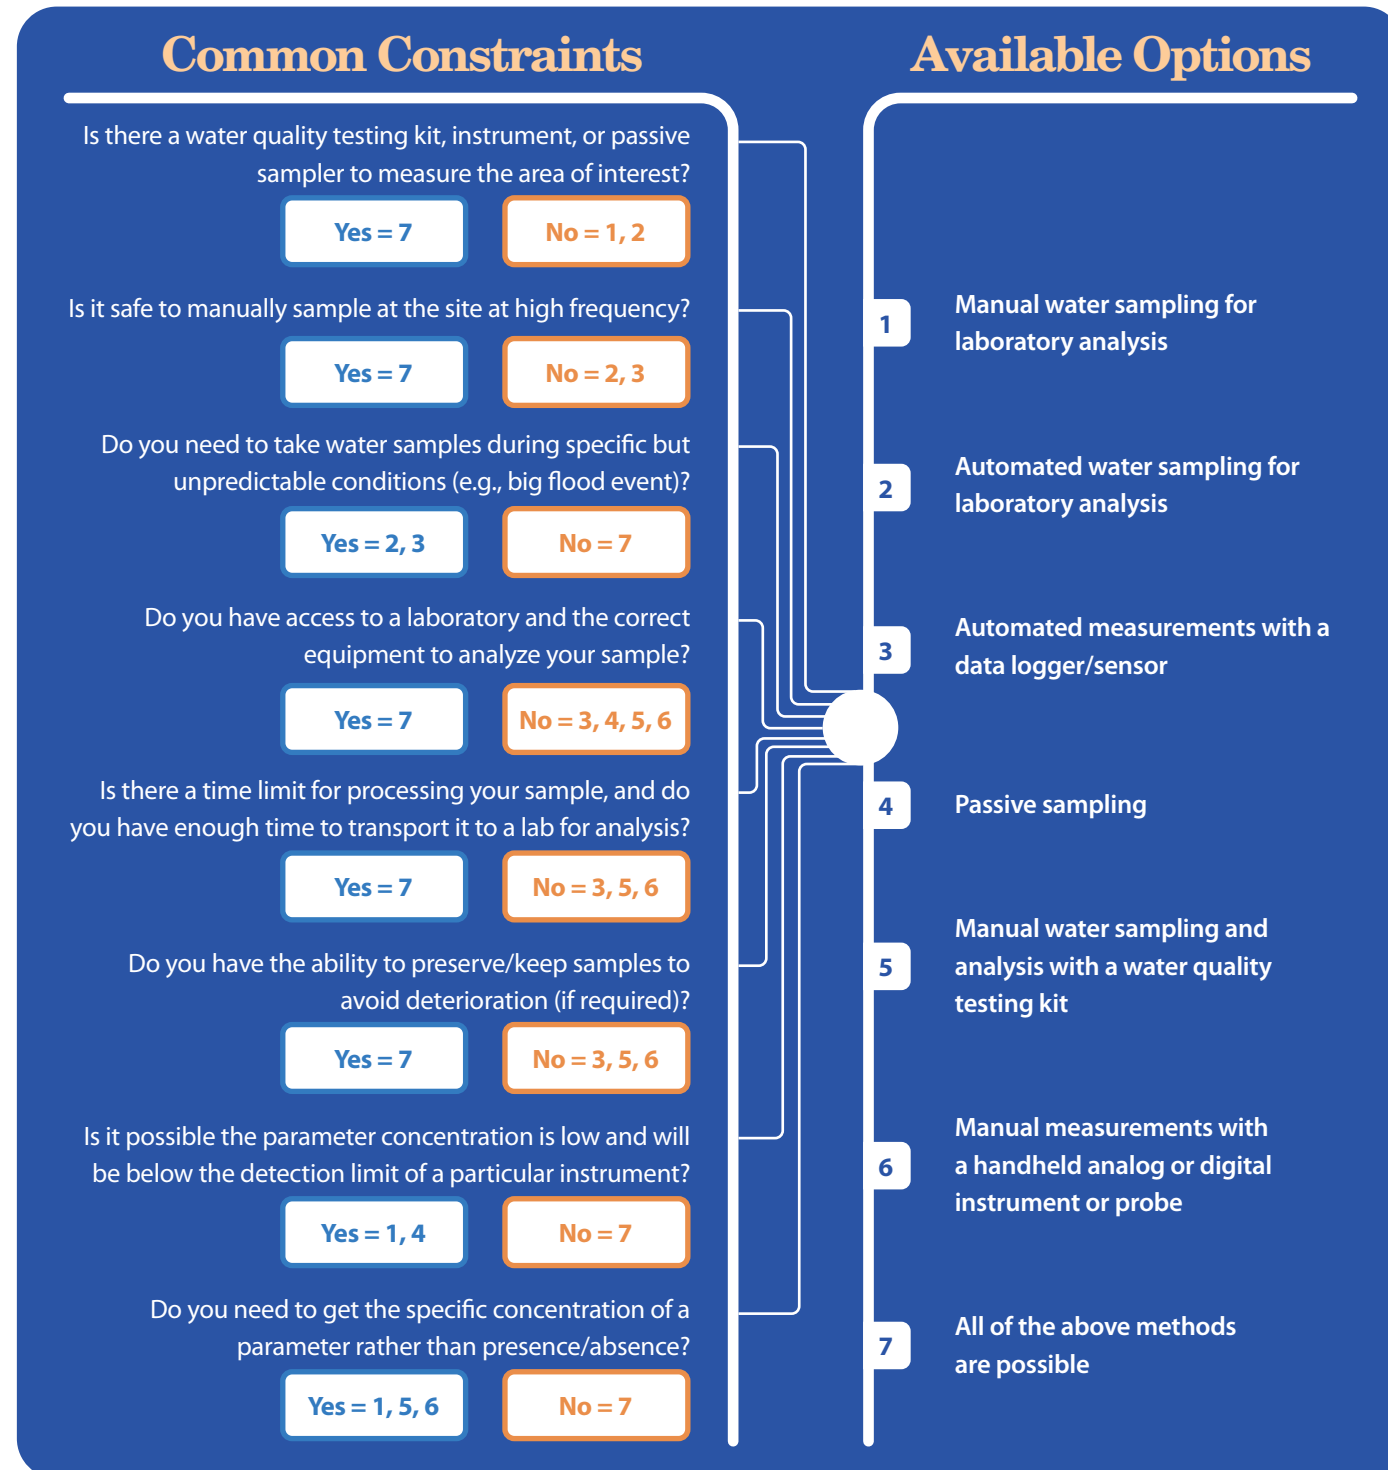 Common Constraints
Is there a water quality testing kit, instrument, or passive
sampler to measure the area of interest?
Yes = 7
No = 1, 2
Is it safe to manually sample at the site at high frequency?
Yes = 7
No = 2, 3
Do you need to take water samples during specific but
unpredictable conditions (e.g., big flood event)?
Yes = 2, 3
No = 7
Do you have access to a laboratory and the correct
equipment to analyze your sample?
Yes = 7
No = 3, 4, 5, 6
Is there a time limit for processing your sample, and do
you have enough time to transport it to a lab for analysis?
Yes = 7
No = 3, 5, 6
Do you have the ability to preserve/keep samples to
avoid deterioration (if required)?
Yes = 7
No = 3, 5, 6
Is it possible the parameter concentration is low and will
be below the detection limit of a particular instrument?
Yes = 1, 4
No = 7
Do you need to get the specific concentration of a
parameter rather than presence/absence?
Yes = 1, 5, 6
No = 7
Available Options
1
Manual water sampling for
laboratory analysis
2
Automated water sampling for
laboratory analysis
3
Automated measurements with a
data logger/sensor
4
Passive sampling
5
Manual water sampling and
analysis with a water quality
testing kit
6
Manual measurements with
a handheld analog or digital
instrument or probe
7
All of the above methods
are possible